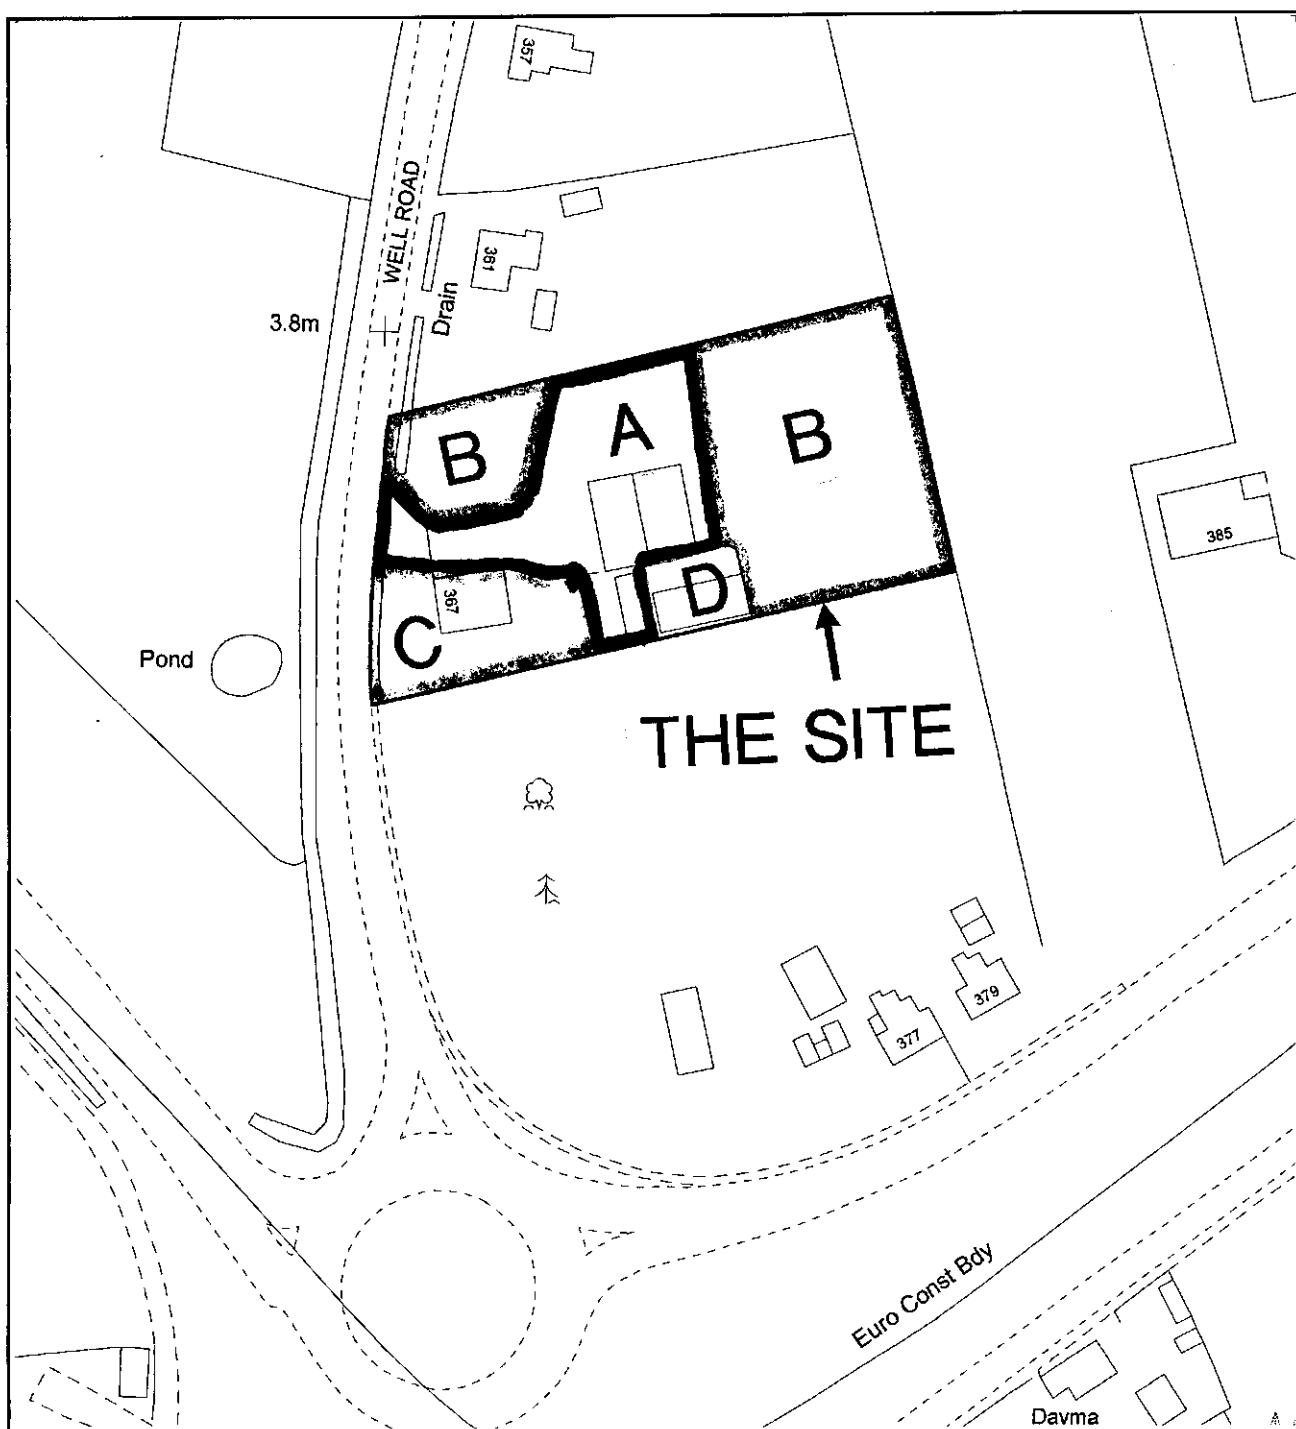 357
WELL ROAD
361
3.8m
Drain
A
B
B
385
D
367
C
Pond
THE SITE
379
377
Euro Const Bdy
Davma